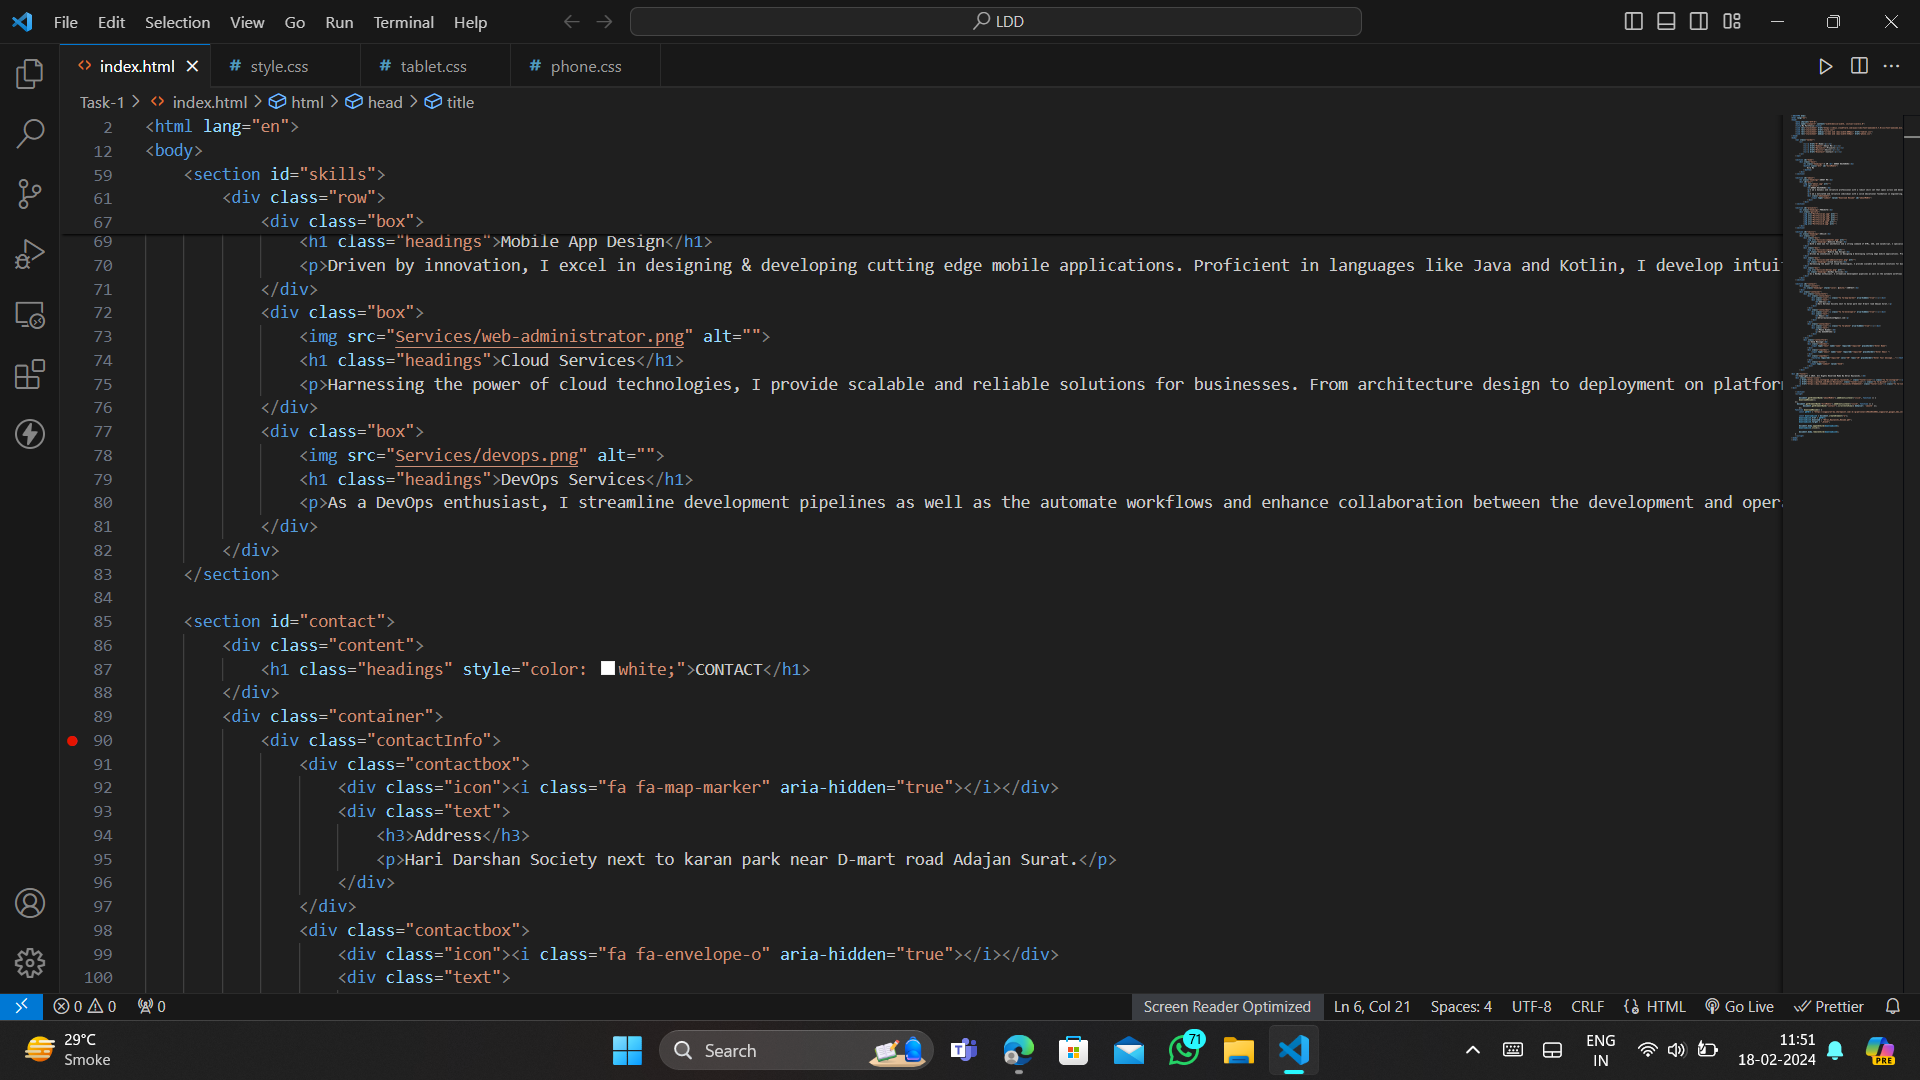 File Edit Selection View Go Run Terminal Help
LDD
index.html
# style.css
# tablet.css
# phone.css
Task-1 > index.html > html > head > title
2 <html lang="en">
12 <body>
59 <section id="skills">
61 <div class="row">
67 <div class="box">
69 <h1 class="headings">Mobile App Design</h1>
70 <p>Driven by innovation, I excel in designing & developing cutting edge mobile applications. Proficient in languages like Java and Kotlin, I develop intui
71 </div>
72 <div class="box">
73 <img src="Services/web-administrator.png" alt="">
74 <h1 class="headings">Cloud Services</h1>
75 <p>Harnessing the power of cloud technologies, I provide scalable and reliable solutions for businesses. From architecture design to deployment on platfor
76 </div>
77 <div class="box">
78 <img src="Services/devops.png" alt="">
79 <h1 class="headings">DevOps Services</h1>
80 <p>As a DevOps enthusiast, I streamline development pipelines as well as the automate workflows and enhance collaboration between the development and oper
81 </div>
82 </div>
83 </section>
84
85 <section id="contact">
86 <div class="content">
87 <h1 class="headings" style="color: white;">CONTACT</h1>
88 </div>
89 <div class="container">
90 <div class="contactInfo">
91 <div class="contactbox">
92 <div class="icon"><i class="fa fa-map-marker" aria-hidden="true"></i></div>
93 <div class="text">
94 <h3>Address</h3>
95 <p>Hari Darshan Society next to karan park near D-mart road Adajan Surat.</p>
96 </div>
97 </div>
98 <div class="contactbox">
99 <div class="icon"><i class="fa fa-envelope-o" aria-hidden="true"></i></div>
100 <div class="text">
0 0 0
Screen Reader Optimized
Ln 6, Col 21
Spaces: 4
UTF-8
CRLF
HTML
Go Live
Prettier
29°C
Smoke
Search
71
ENG
IN
11:51
18-02-2024
PRE